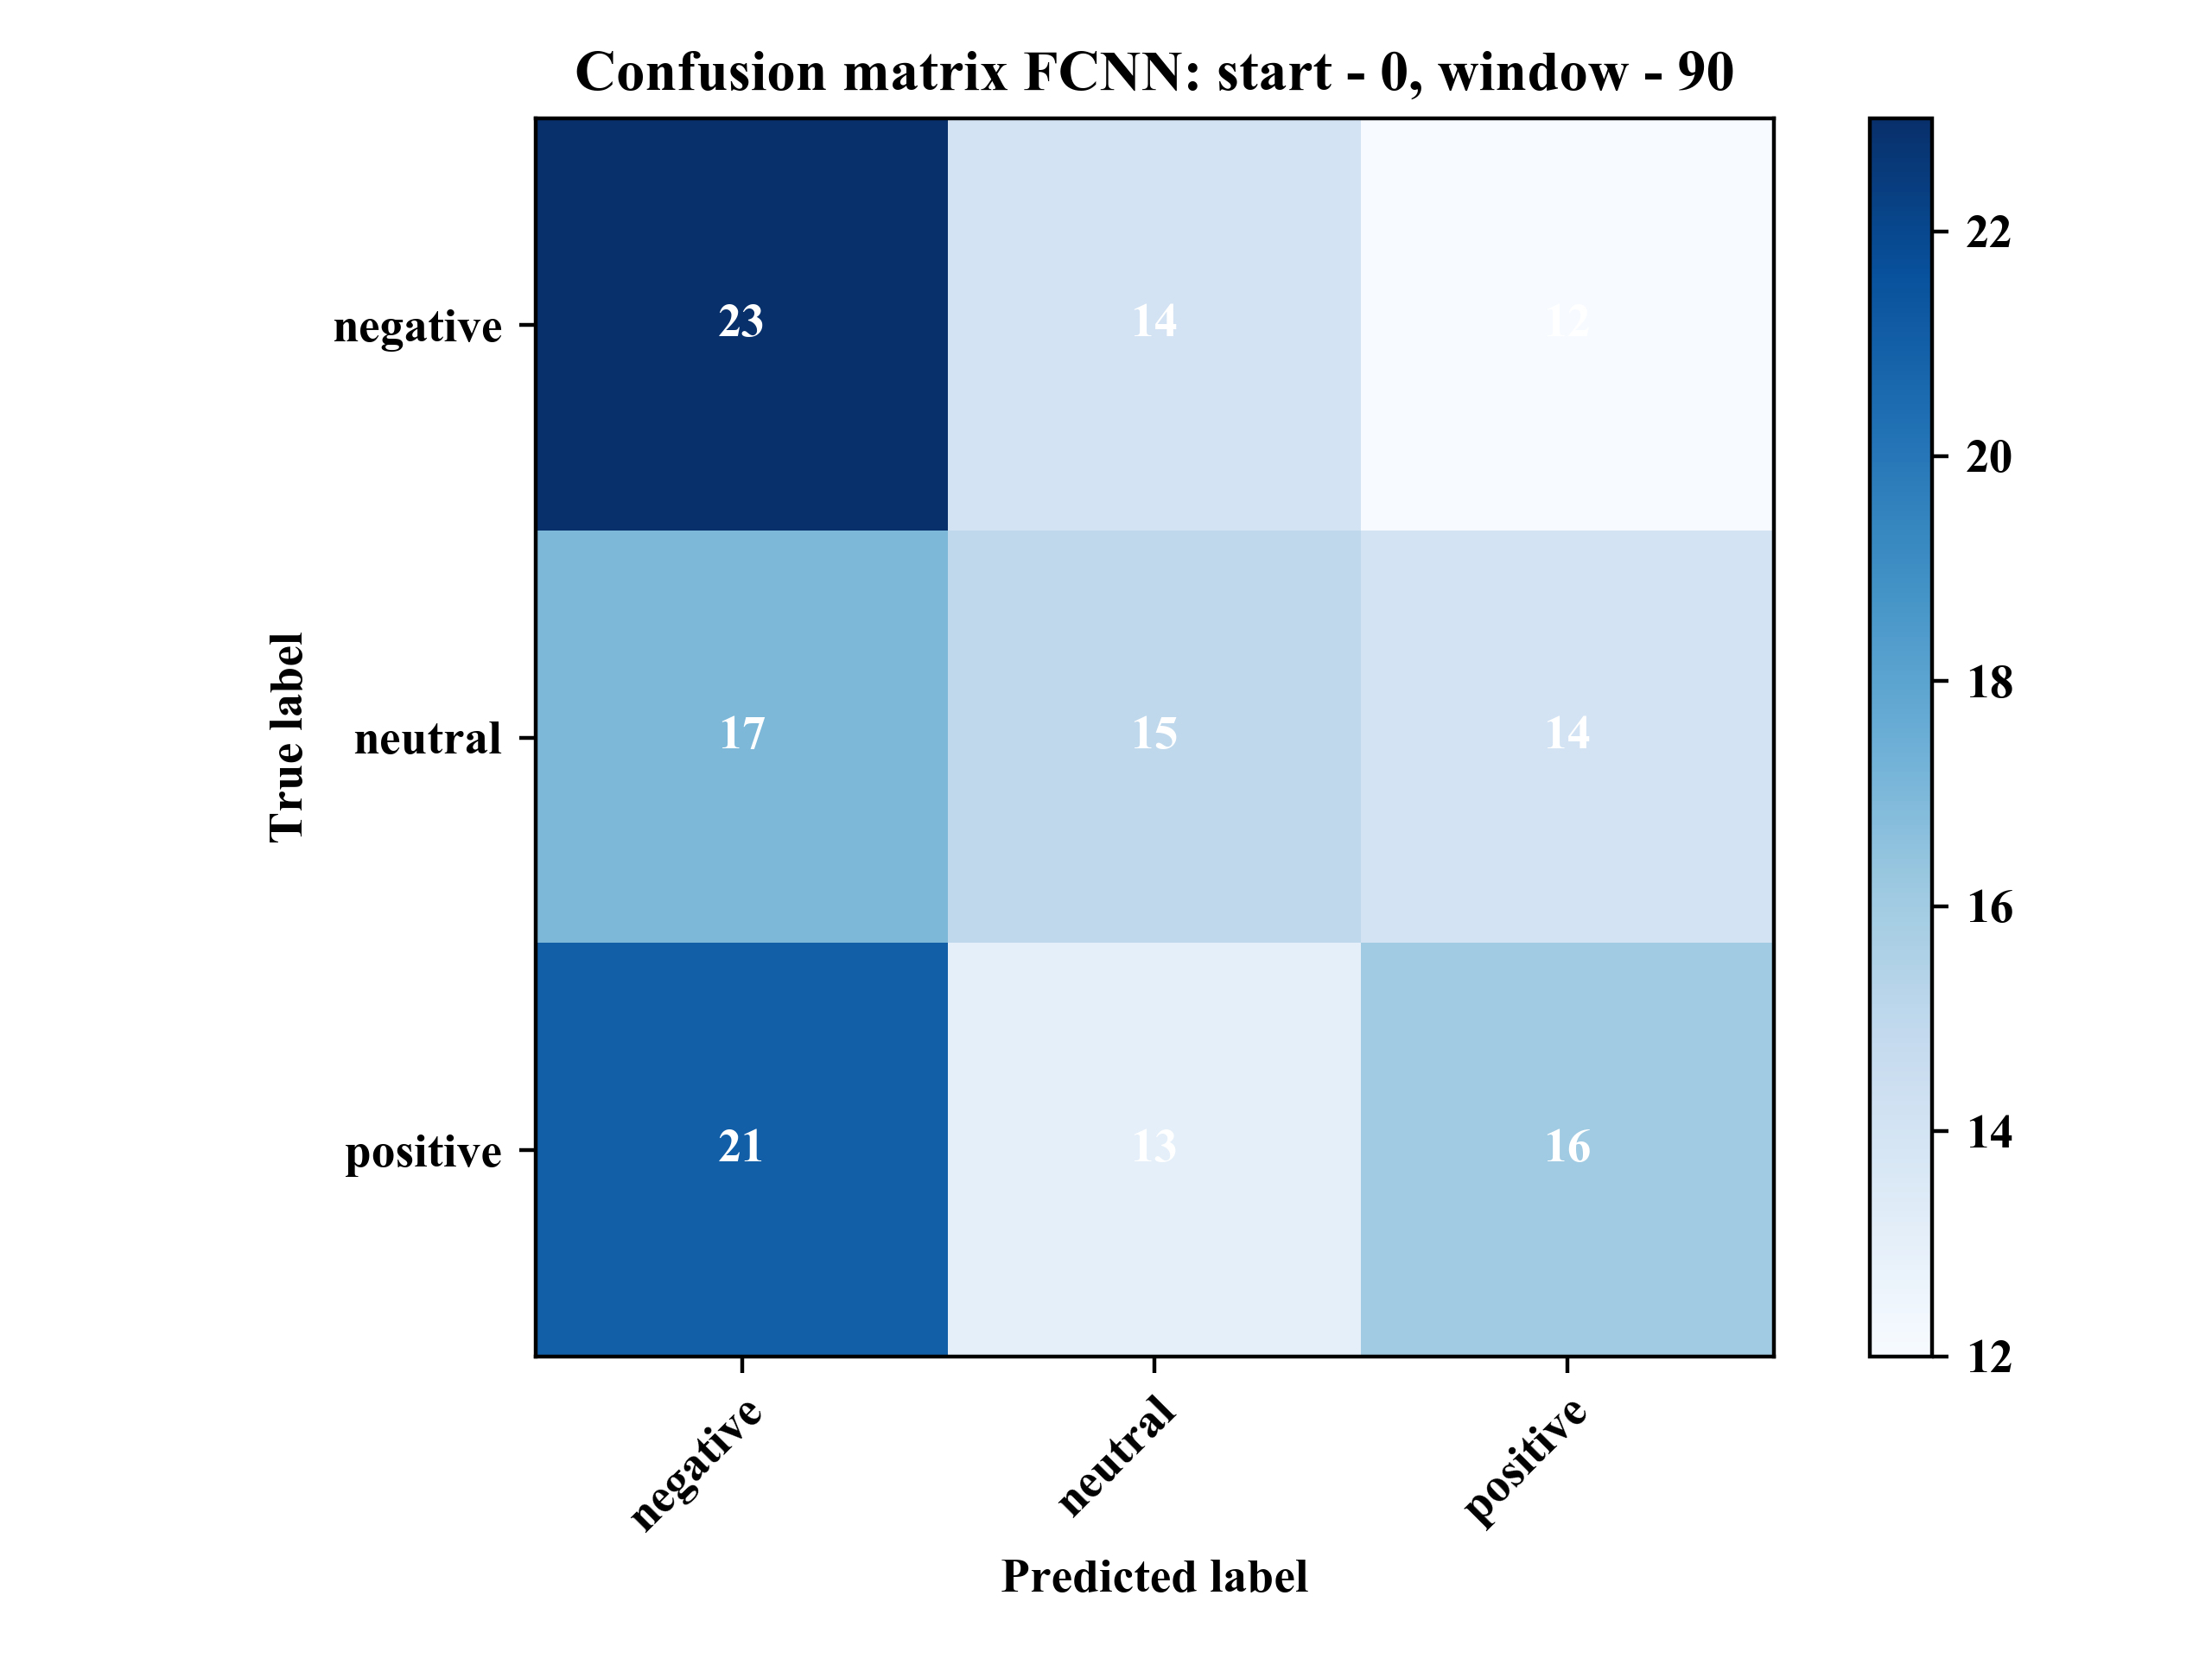 Confusion matrix FCNN: start - 0, window - 90
True label
negative
neutral
positive
23 14 12
17 15 14
21 13 16
negative neutral positive
Predicted label
22
20
18
16
14
12